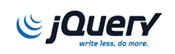 jQuery
write less, do more.